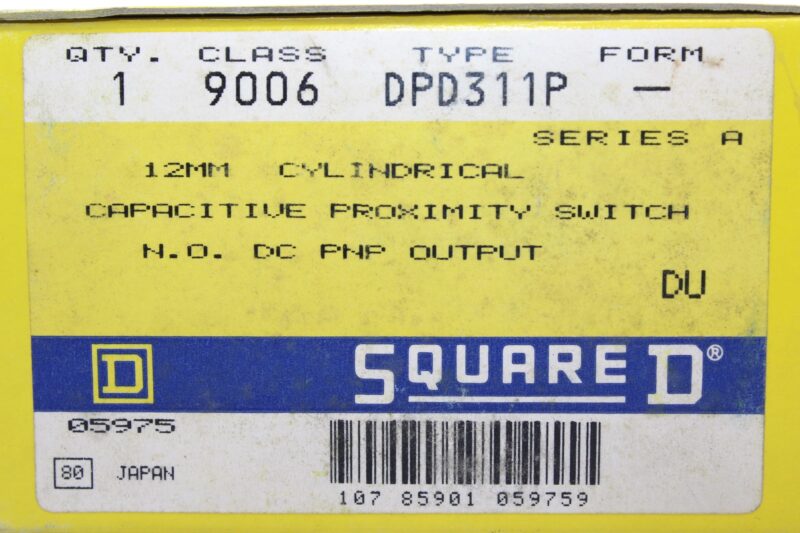 QTY. CLASS TYPE FORM
1 9006 DPD311P —
SERIES A
12MM CYLINDRICAL
CAPACITIVE PROXIMITY SWITCH
N.O. DC PNP OUTPUT
DU
D SQUARE D®
05975
80 JAPAN
107 85901 059759